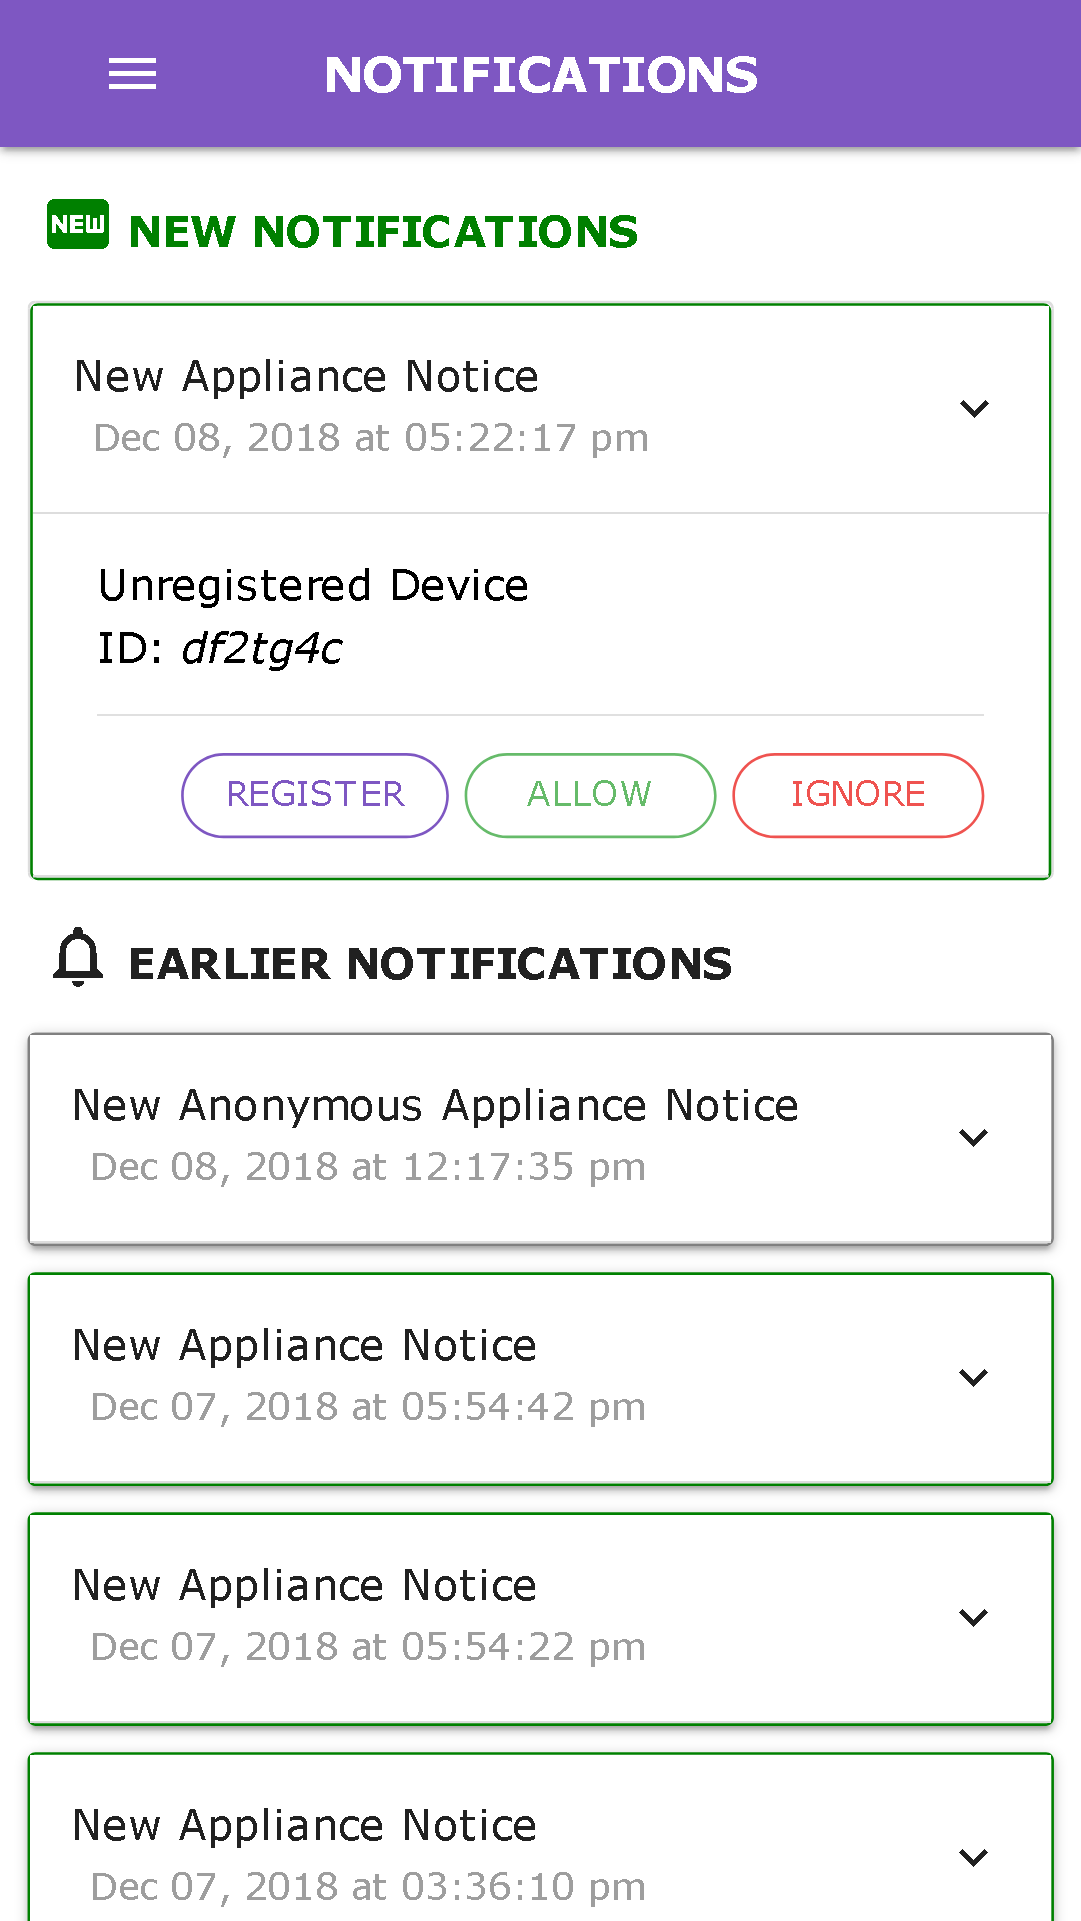 NOTIFICATIONS
NEW NEW NOTIFICATIONS
New Appliance Notice
Dec 08, 2018 at 05:22:17 pm
Unregistered Device
ID: df2tg4c
REGISTER ALLOW IGNORE
EARLIER NOTIFICATIONS
New Anonymous Appliance Notice
Dec 08, 2018 at 12:17:35 pm
New Appliance Notice
Dec 07, 2018 at 05:54:42 pm
New Appliance Notice
Dec 07, 2018 at 05:54:22 pm
New Appliance Notice
Dec 07, 2018 at 03:36:10 pm